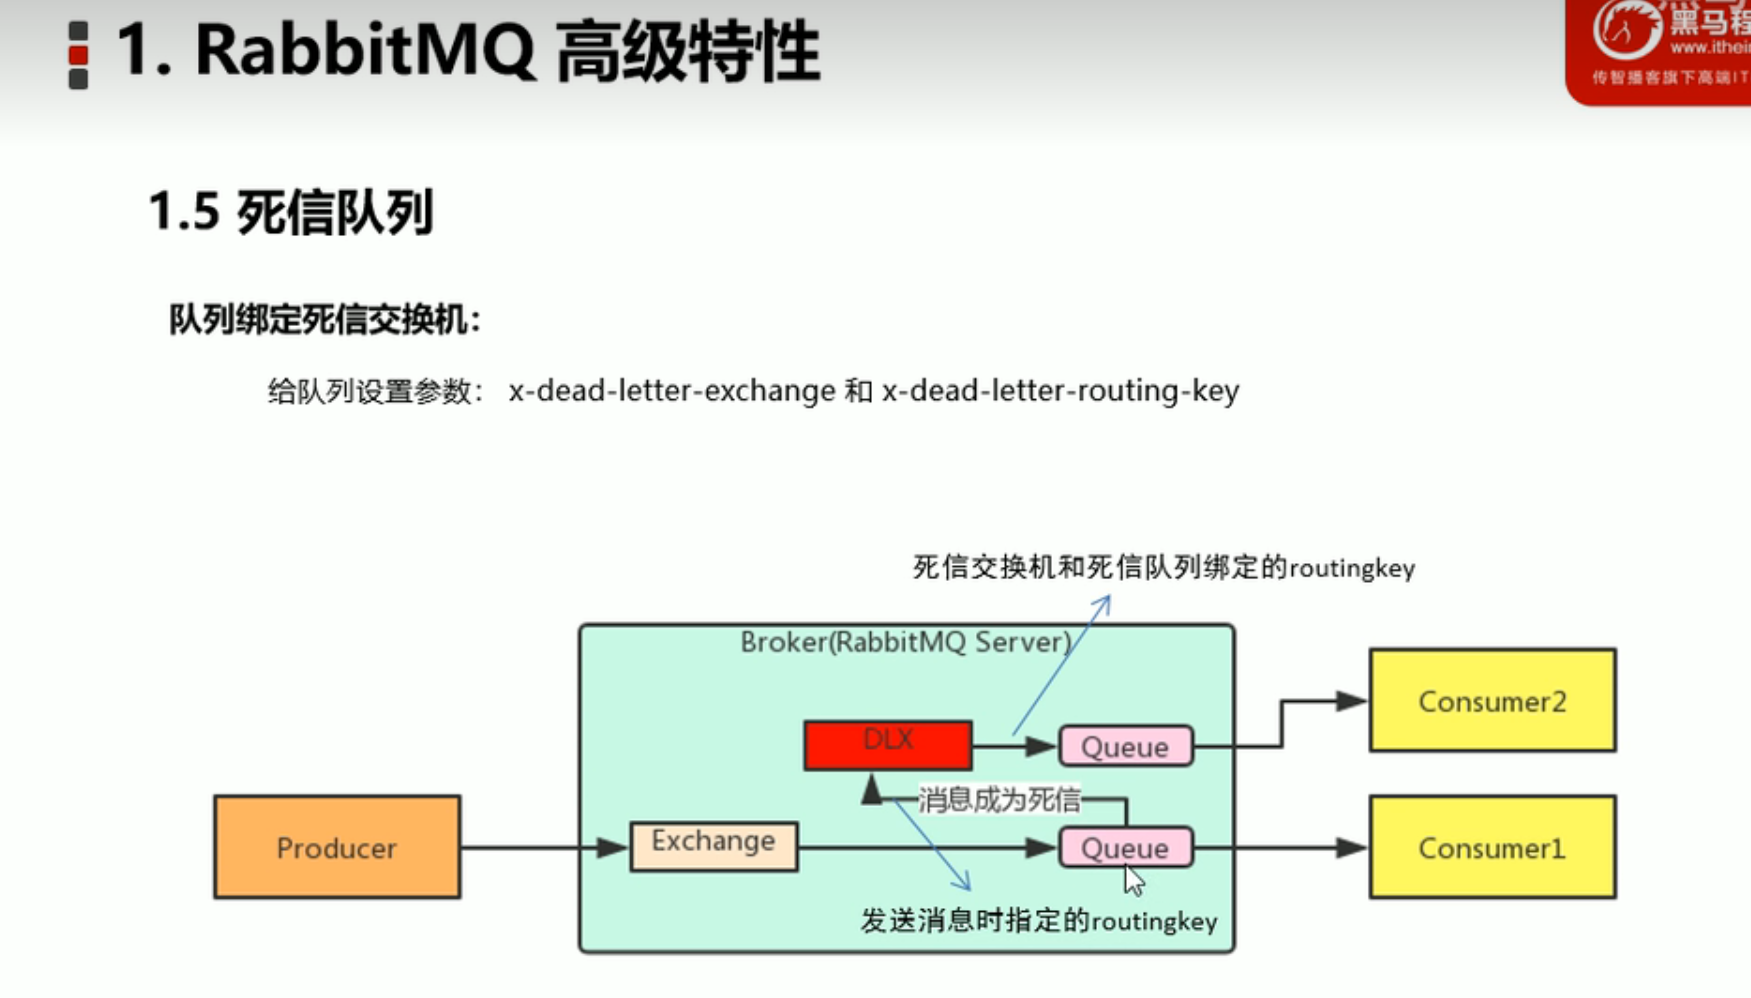 1. RabbitMQ 高级特性
黑马程
www.ithei
传智播客旗下高端IT
1.5 死信队列
队列绑定死信交换机：
给队列设置参数： x-dead-letter-exchange 和 x-dead-letter-routing-key
死信交换机和死信队列绑定的routingkey
Broker(RabbitMQ Server)
DLX
Queue
Consumer2
消息成为死信
Producer
Exchange
Queue
Consumer1
发送消息时指定的routingkey